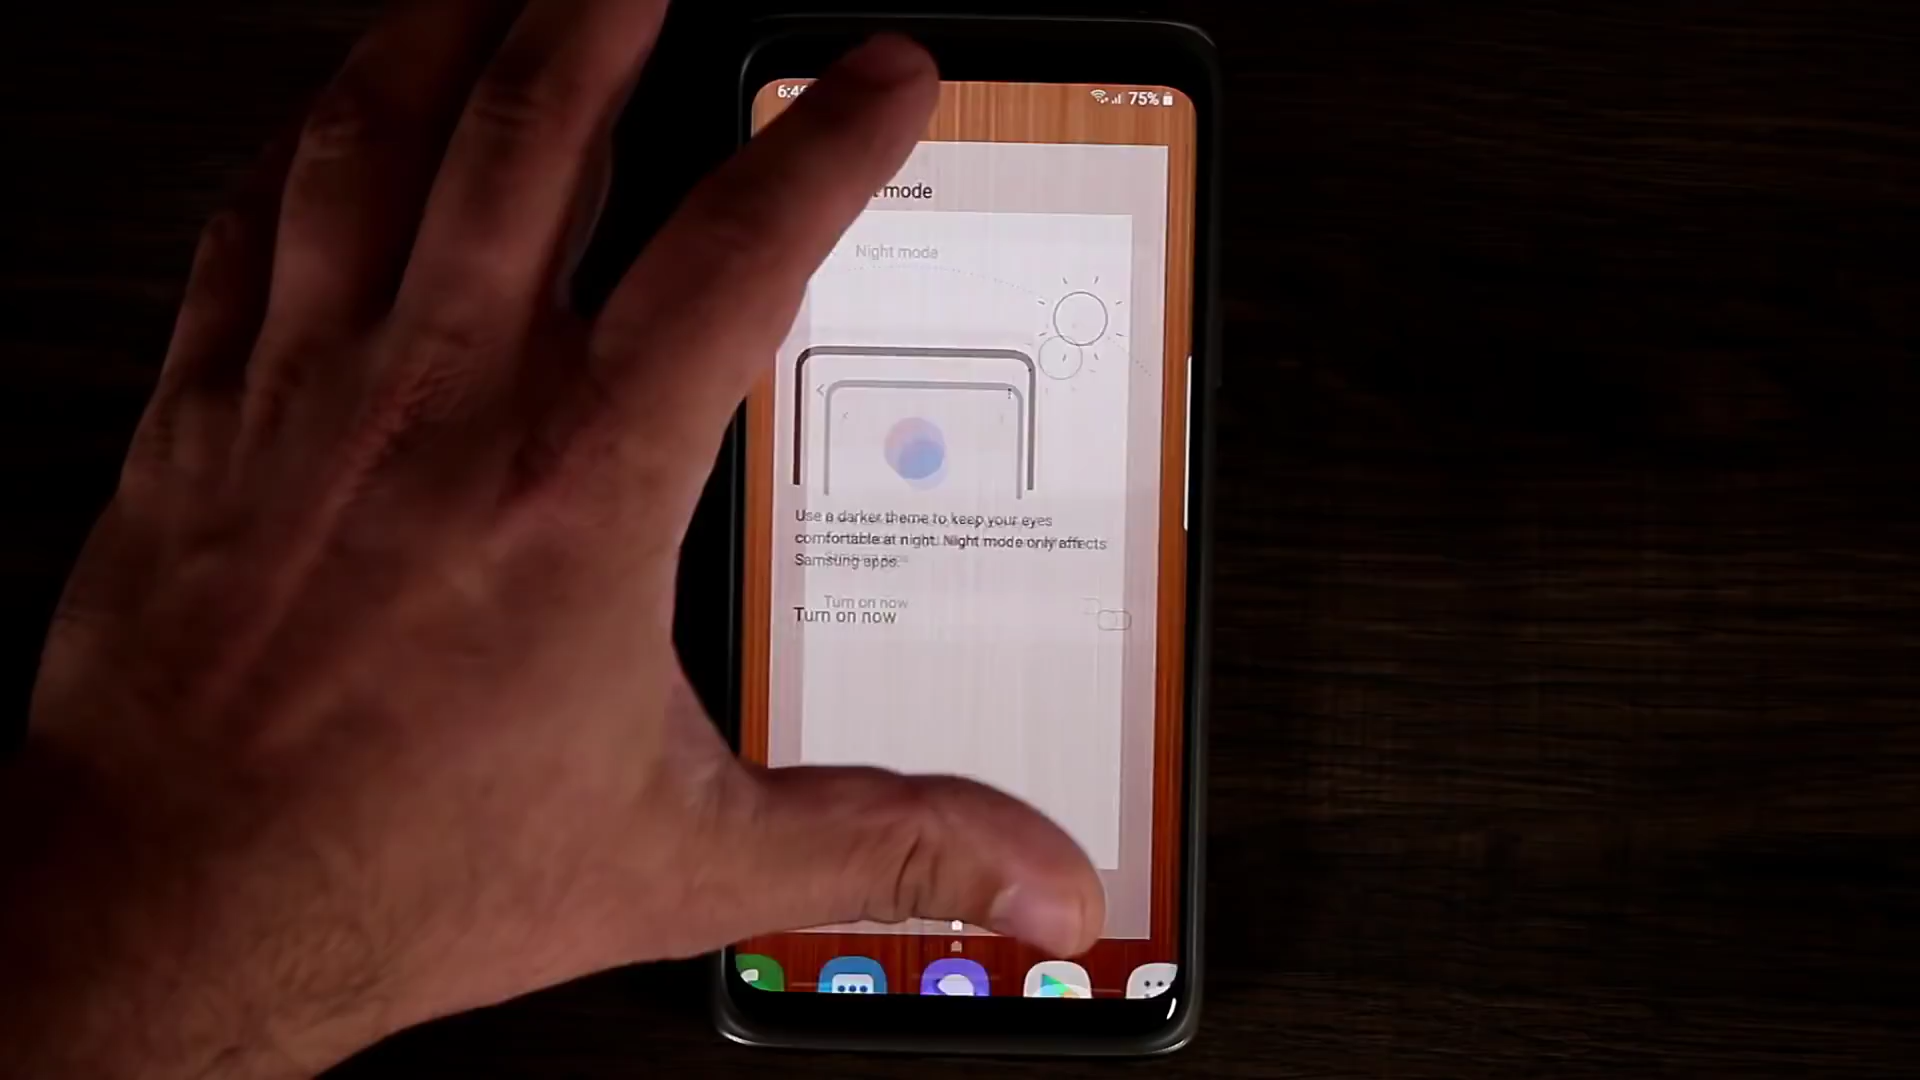 75%
mode
Night mode
Use a darker theme to keep your eyes
comfortable at night. Night mode only affects
Samsung apps.
Turn on now
Turn on now